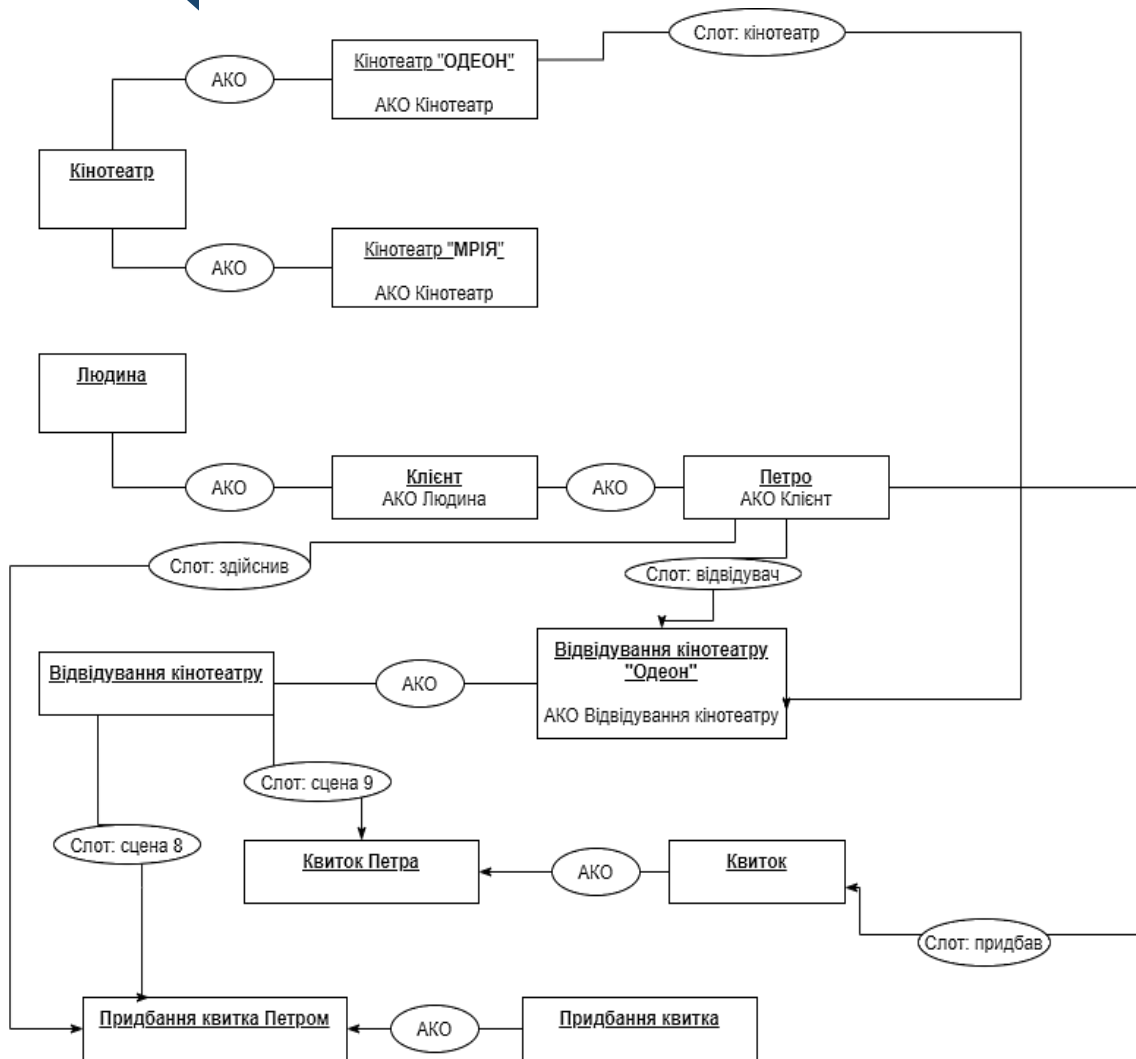 Слот: кінотеатр
Кінотеатр "ОДЕОН"
АКО
АКО Кінотеатр
Кінотеатр
Кінотеатр "МРІЯ"
АКО
АКО Кінотеатр
Людина
Клієнт
АКО Людина
Петро
АКО Клієнт
АКО
АКО
Слот: здійснив
Слот: відвідувач
Відвідування кінотеатру
Відвідування кінотеатру
"Одеон"
АКО Відвідування кінотеатру
АКО
Слот: сцена 9
Слот: сцена 8
Квиток Петра
АКО
Квиток
Слот: придбав
Придбання квитка Петром
АКО
Придбання квитка